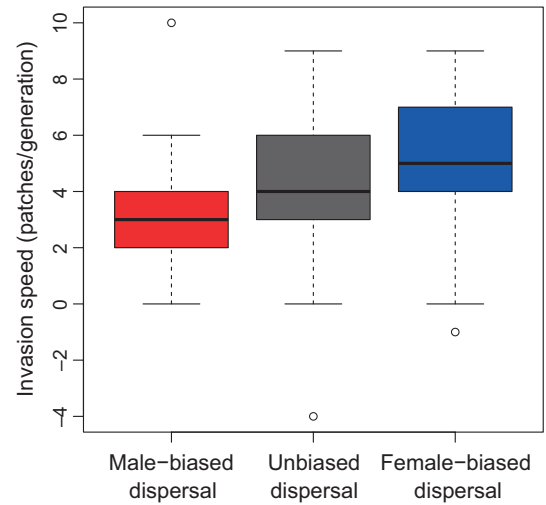 Invasion speed (patches/generation)
10
8
6
4
2
0
−2
−4
Male−biased
dispersal
Unbiased
dispersal
Female−biased
dispersal